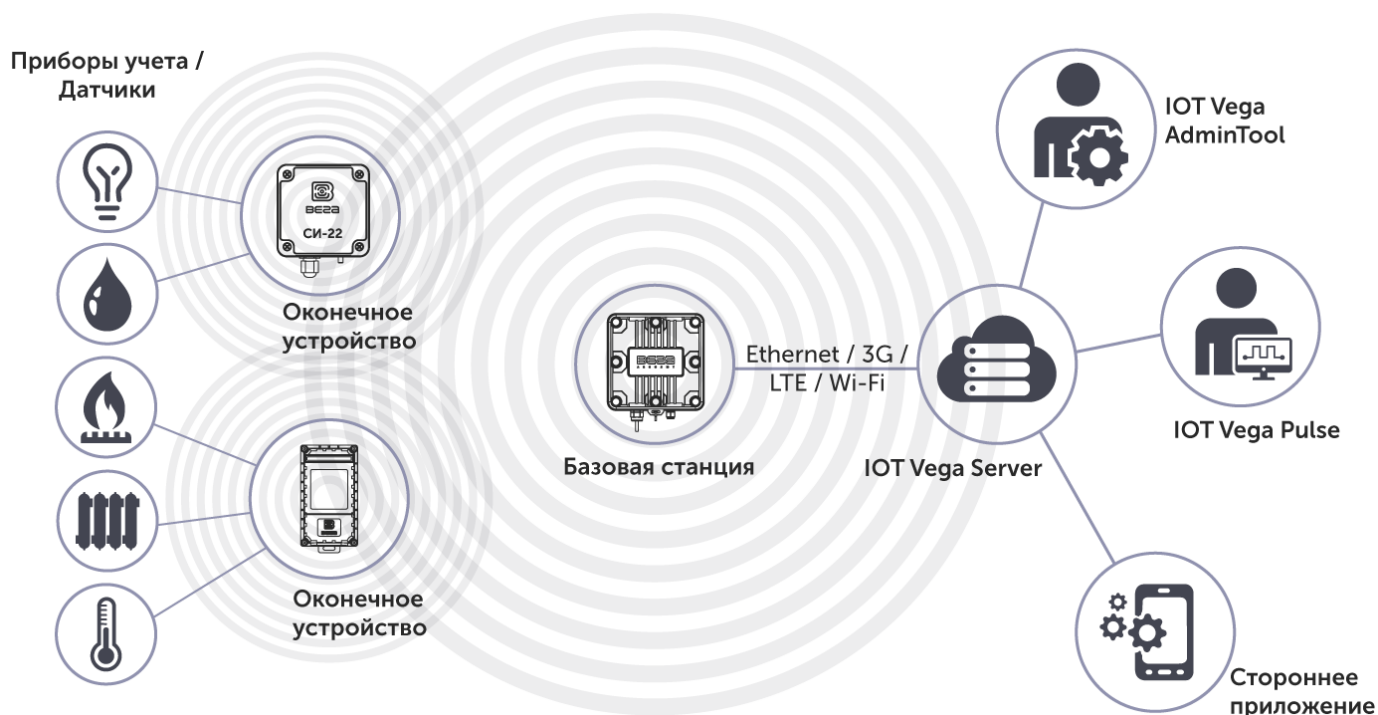 Приборы учета /
Датчики
ВЕГА
СИ-22
Оконечное
устройство
Оконечное
устройство
ВЕГА
Базовая станция
Ethernet / 3G /
LTE / Wi-Fi
IOT Vega Server
IOT Vega
AdminTool
IOT Vega Pulse
Стороннее
приложение